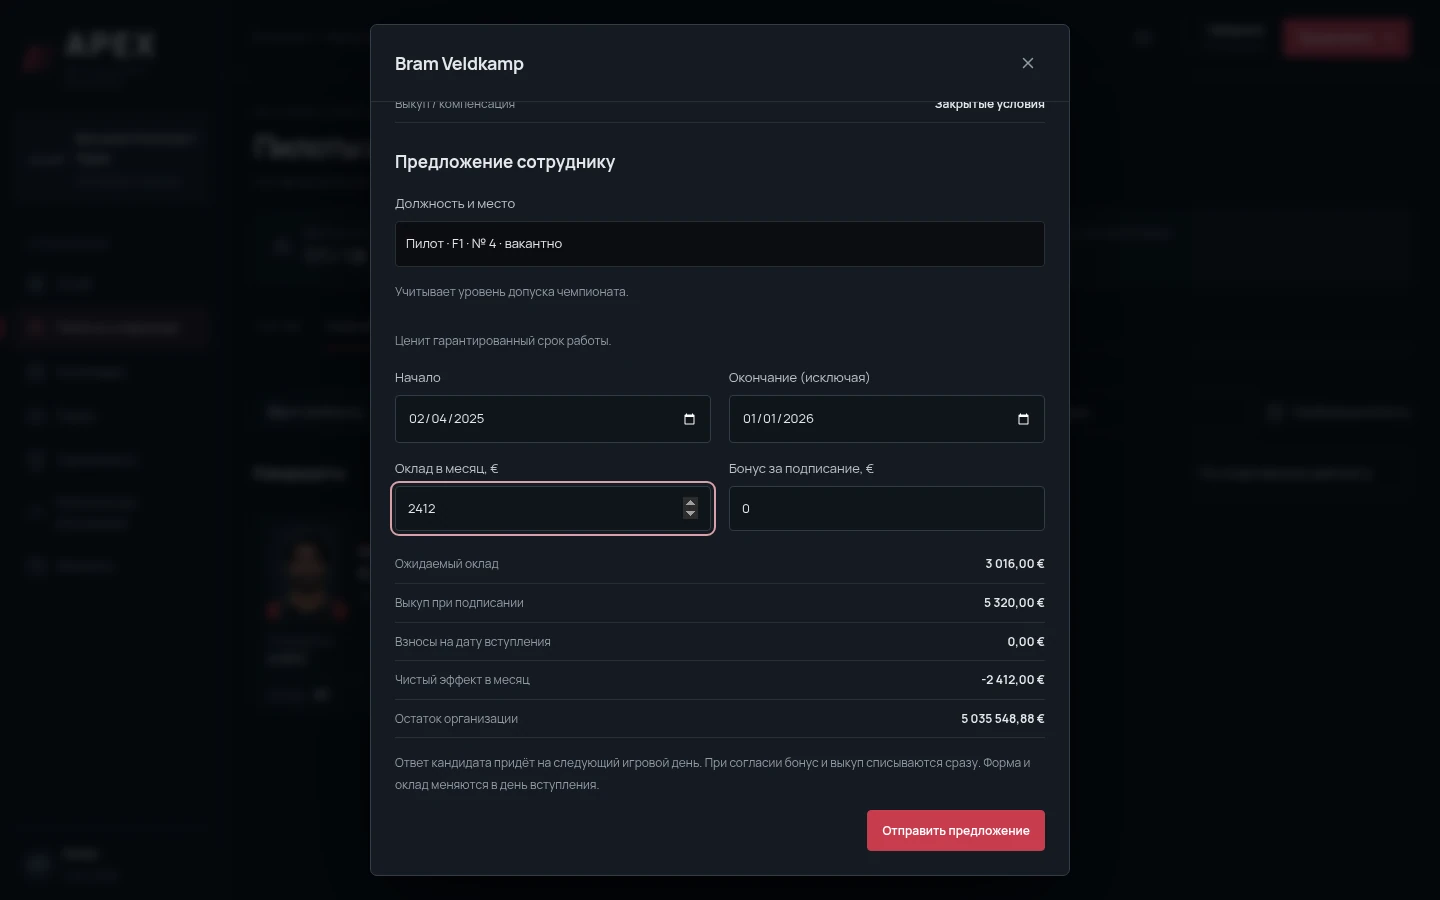 APEX
Bram Veldkamp
Выкуп / компенсация
Закрытые условия
Предложение сотруднику
Должность и место
Пилот · F1 · № 4 · вакантно
Учитывает уровень допуска чемпионата.
Ценит гарантированный срок работы.
Начало
Окончание (исключая)
02/04/2025
01/01/2026
Оклад в месяц, €
Бонус за подписание, €
2412
0
Ожидаемый оклад
3 016,00 €
Выкуп при подписании
5 320,00 €
Взносы на дату вступления
0,00 €
Чистый эффект в месяц
-2 412,00 €
Остаток организации
5 035 548,88 €
Ответ кандидата придёт на следующий игровой день. При согласии бонус и выкуп списываются сразу. Форма и
оклад меняются в день вступления.
Отправить предложение